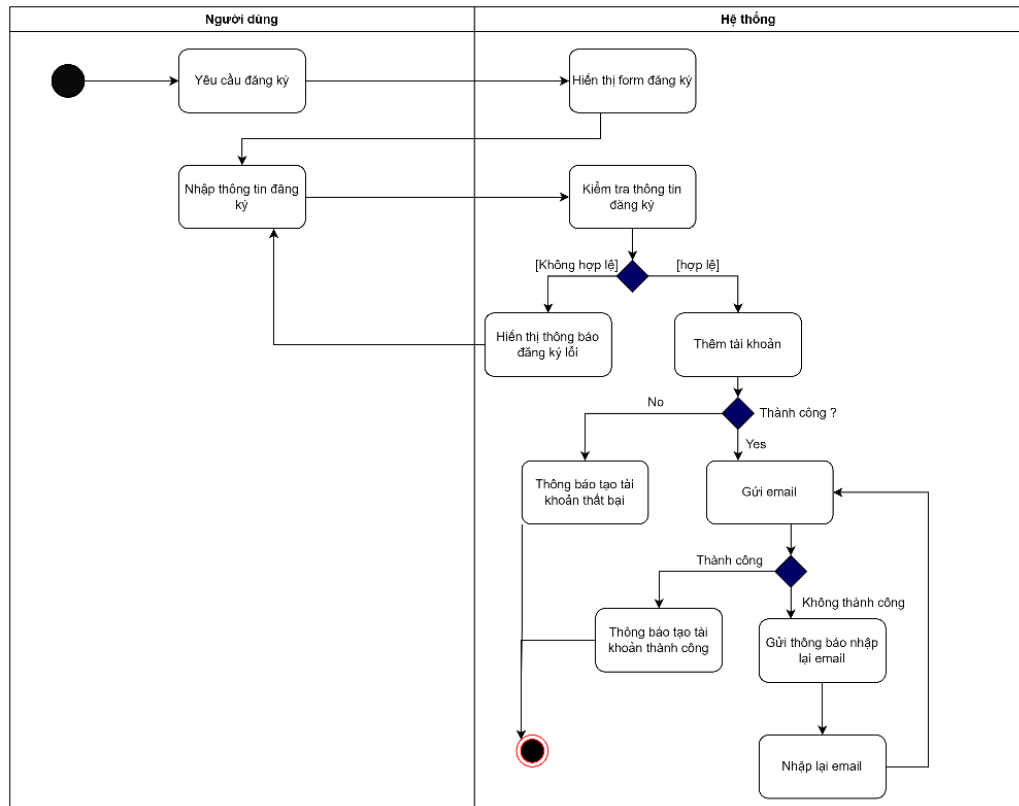 Người dùng
Hệ thống
Yêu cầu đăng ký
Hiển thị form đăng ký
Nhập thông tin đăng
ký
Kiểm tra thông tin
đăng ký
[Không hợp lệ]
[hợp lệ]
Hiển thị thông báo
đăng ký lỗi
Thêm tài khoản
No
Thành công ?
Yes
Thông báo tạo tài
khoản thất bại
Gửi email
Thành công
Không thành công
Thông báo tạo tài
khoản thành công
Gửi thông báo nhập
lại email
Nhập lại email